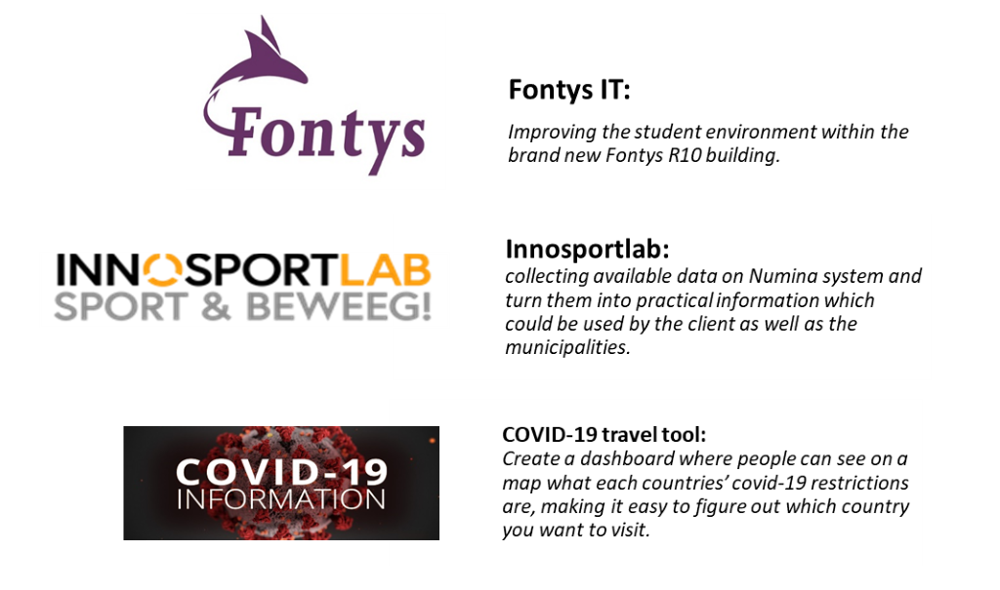 Fontys
Fontys IT:
Improving the student environment within the
brand new Fontys R10 building.
INNOSPORTLAB
SPORT & BEWEEG!
Innosportlab:
collecting available data on Numina system and
turn them into practical information which
could be used by the client as well as the
municipalities.
COVID-19
INFORMATION
COVID-19 travel tool:
Create a dashboard where people can see on a
map what each countries’ covid-19 restrictions
are, making it easy to figure out which country
you want to visit.